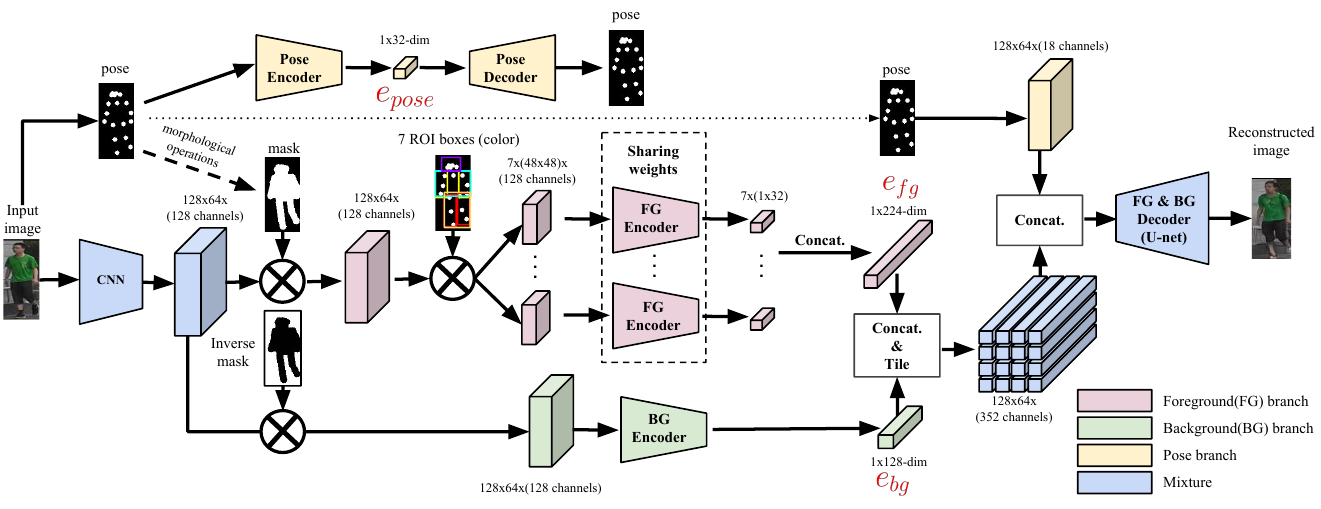 pose
1x32-dim
128x64x(18 channels)
pose
Pose
Encoder
Pose
Decoder
pose
e_pose
morphological
operations
mask
7 ROI boxes (color)
7x(48x48)x
(128 channels)
Sharing
weights
e_fg
1x224-dim
Reconstructed
image
Input
image
128x64x
(128 channels)
128x64x
(128 channels)
FG
Encoder
7x(1x32)
Concat.
Concat.
FG & BG
Decoder
(U-net)
CNN
FG
Encoder
Inverse
mask
Concat.
&
Tile
128x64x
(352 channels)
BG
Encoder
128x64x(128 channels)
1x128-dim
e_bg
Foreground(FG) branch
Background(BG) branch
Pose branch
Mixture